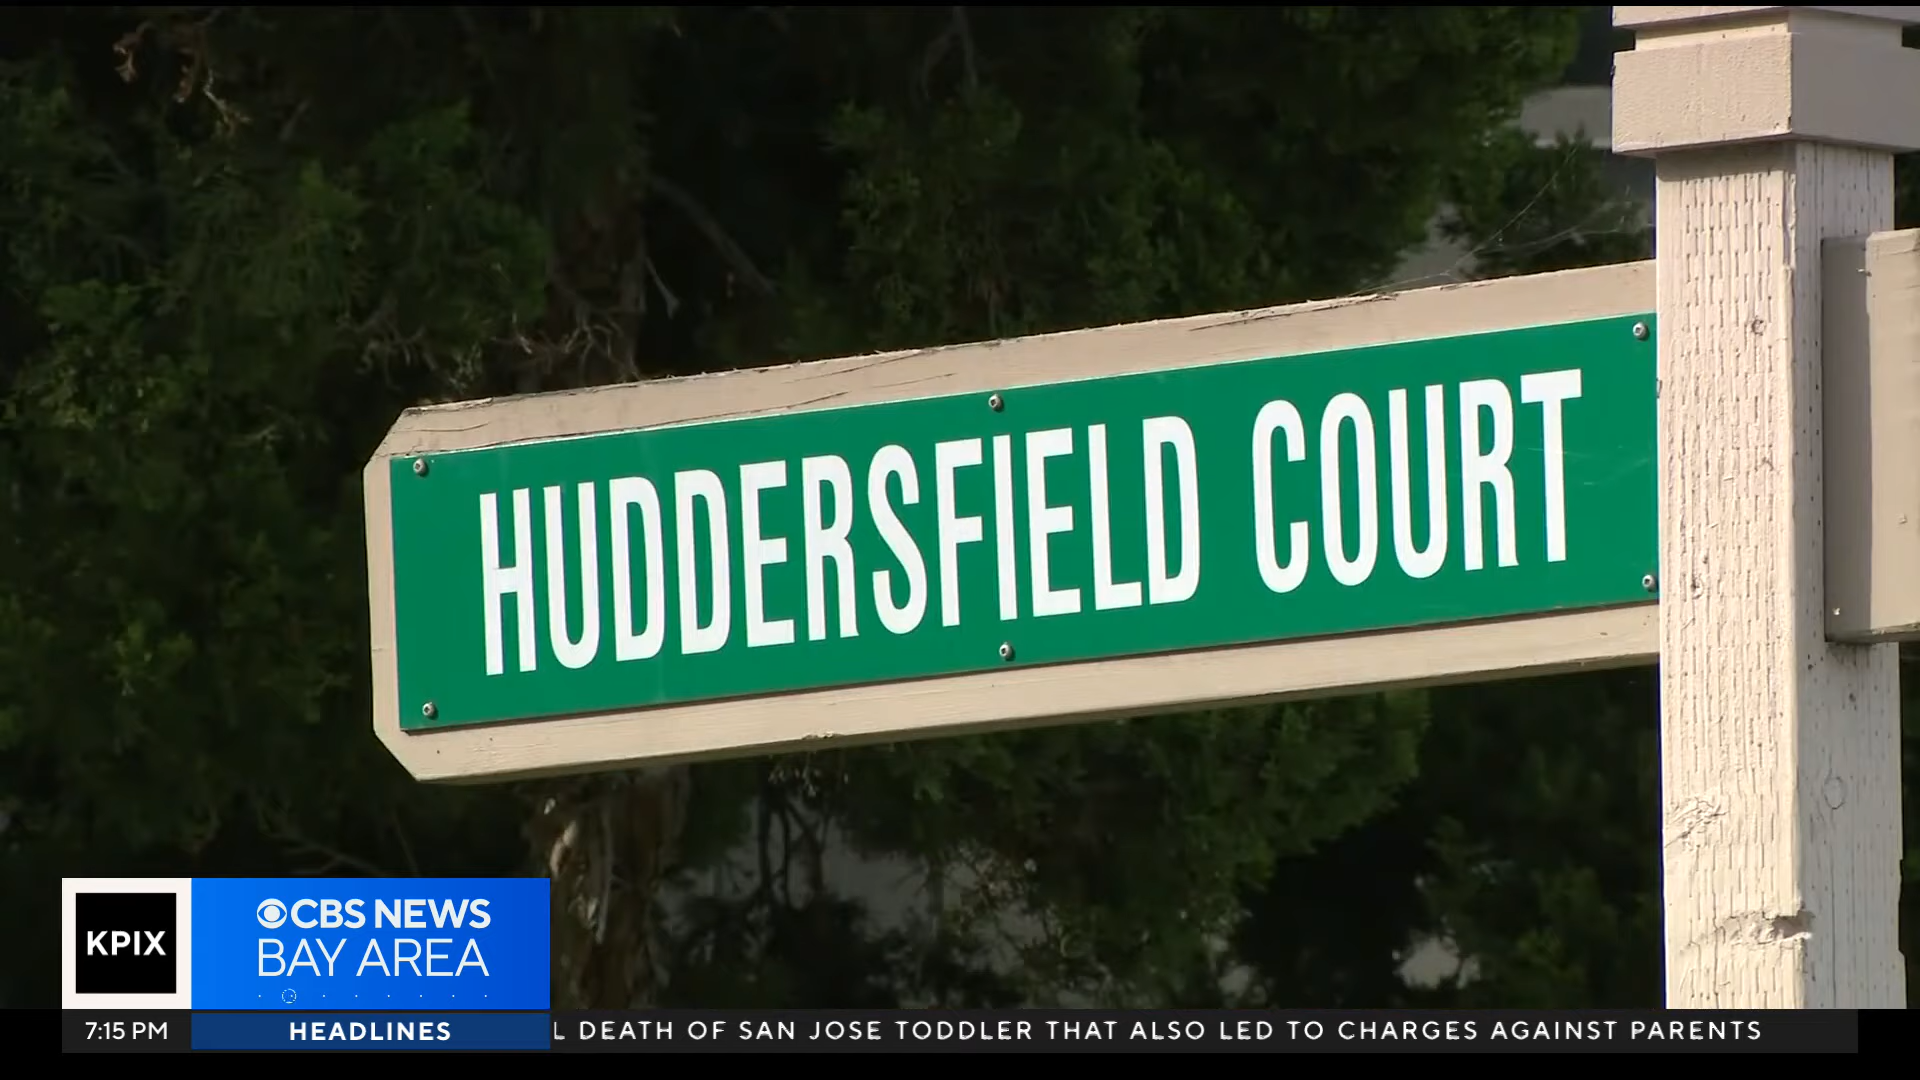 HUDDERSFIELD COURT
KPIX
CBS NEWS
BAY AREA
7:15 PM
HEADLINES
L DEATH OF SAN JOSE TODDLER THAT ALSO LED TO CHARGES AGAINST PARENTS